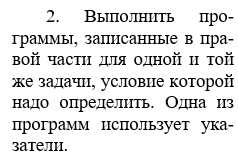 2. Выполнить про-
граммы, записанные в пра-
вой части для одной и той
же задачи, условие которой
надо определить. Одна из
программ использует ука-
затели.